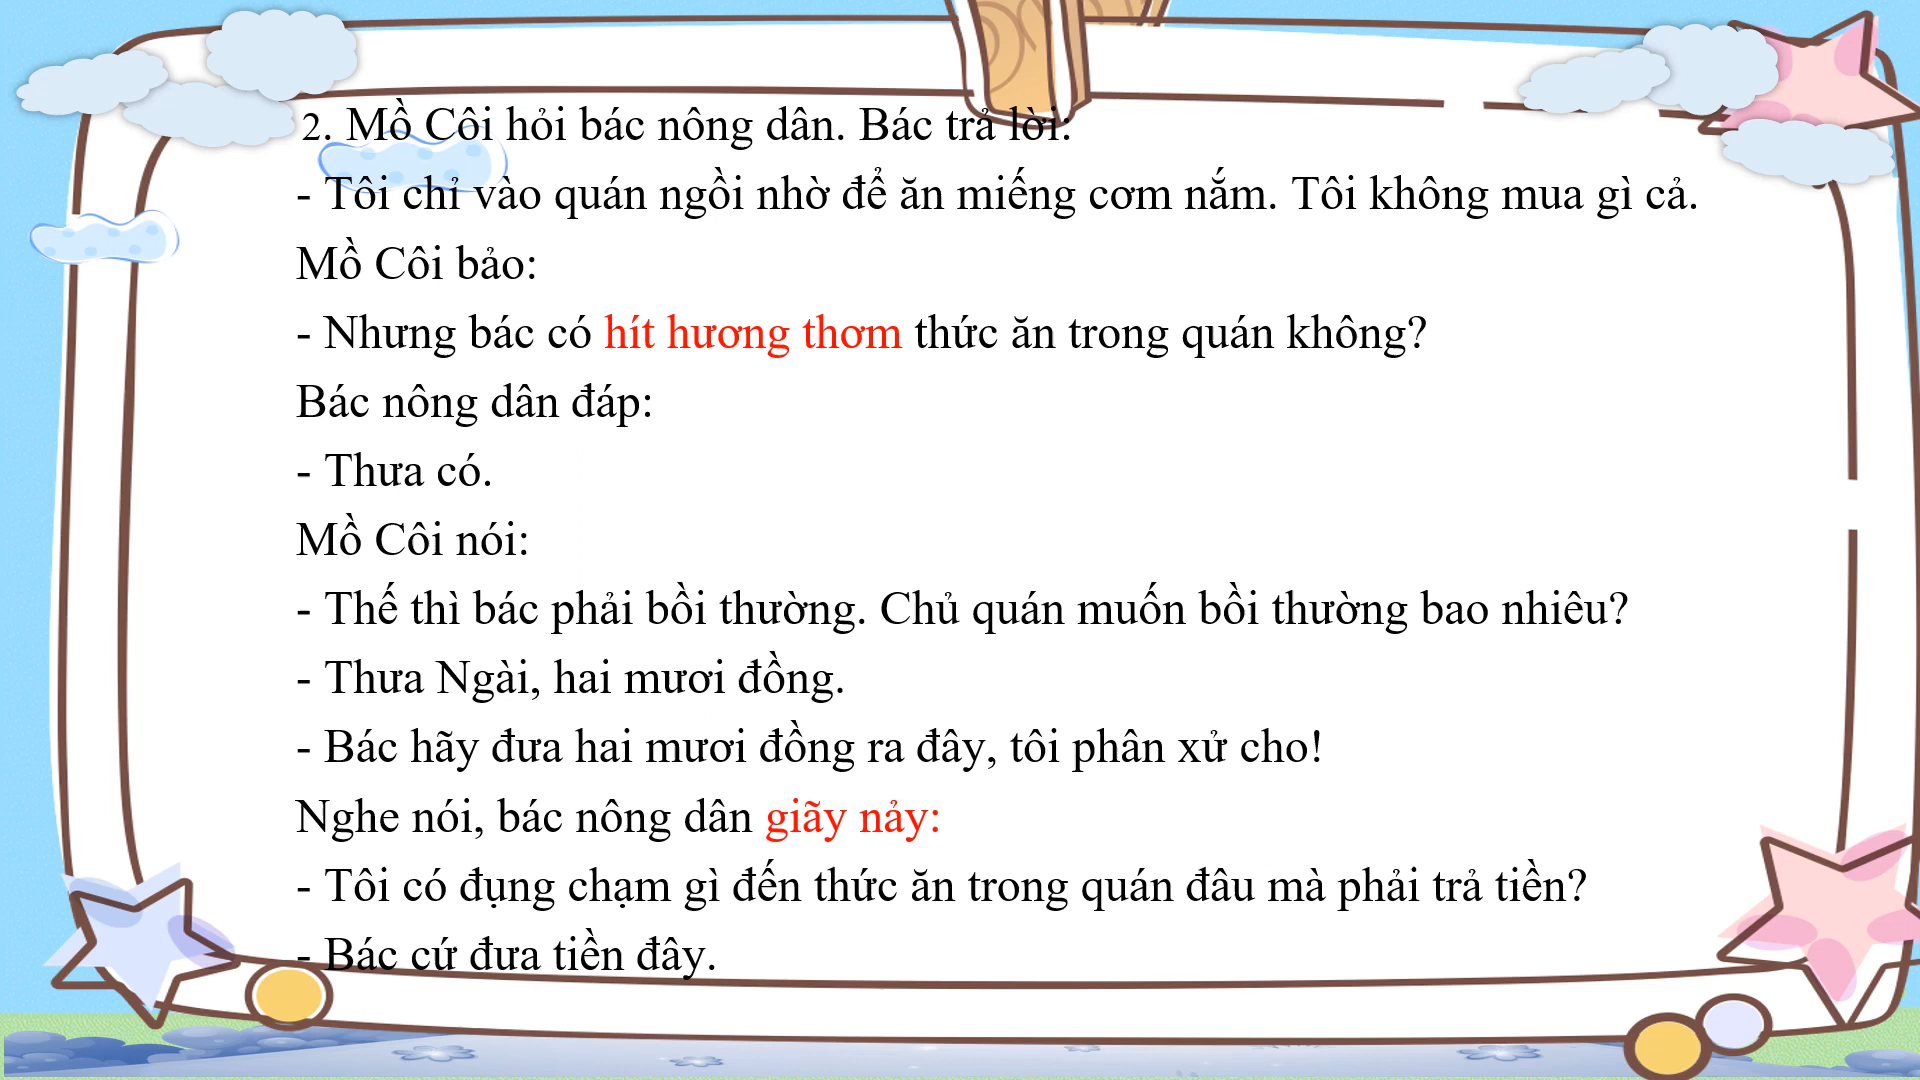 2. Mồ Côi hỏi bác nông dân. Bác trả lời:
- Tôi chỉ vào quán ngồi nhờ để ăn miếng cơm nắm. Tôi không mua gì cả.
Mồ Côi bảo:
- Nhưng bác có hít hương thơm thức ăn trong quán không?
Bác nông dân đáp:
- Thưa có.
Mồ Côi nói:
- Thế thì bác phải bồi thường. Chủ quán muốn bồi thường bao nhiêu?
- Thưa Ngài, hai mươi đồng.
- Bác hãy đưa hai mươi đồng ra đây, tôi phân xử cho!
Nghe nói, bác nông dân giãy nảy:
- Tôi có đụng chạm gì đến thức ăn trong quán đâu mà phải trả tiền?
- Bác cứ đưa tiền đây.